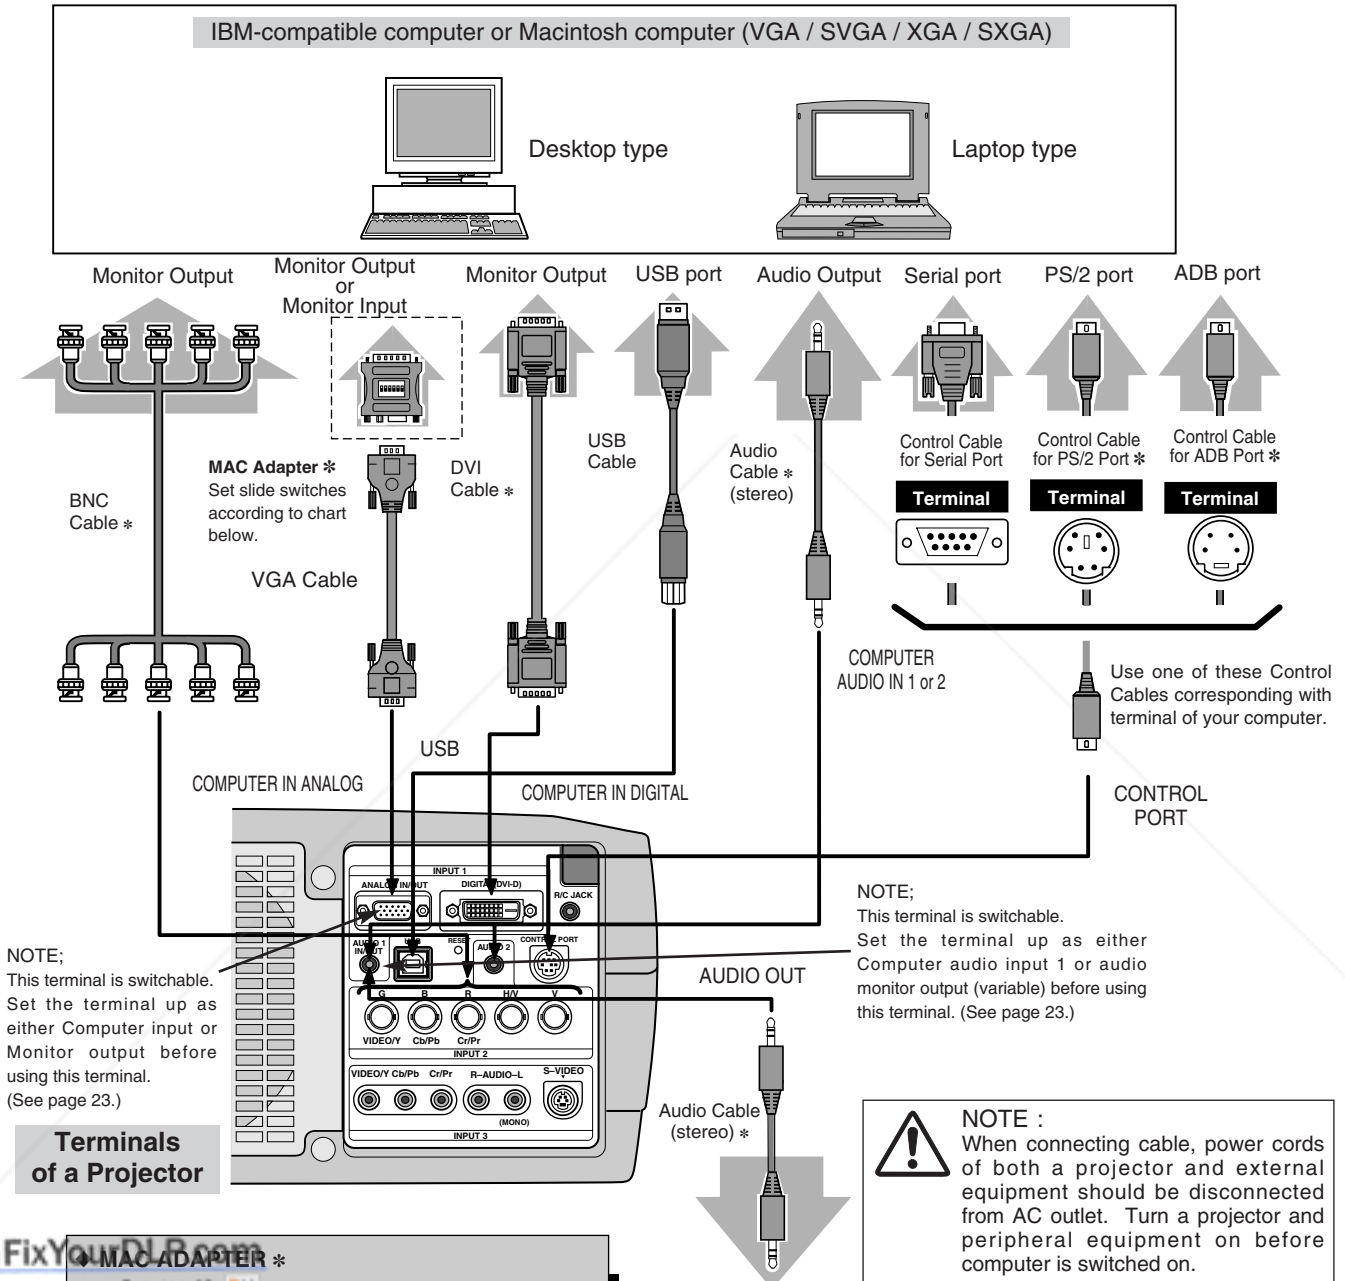 IBM-compatible computer or Macintosh computer (VGA / SVGA / XGA / SXGA)
Desktop type
Laptop type
Monitor Output
Monitor Output
or
Monitor Input
Monitor Output
USB port
Audio Output
Serial port
PS/2 port
ADB port
BNC
Cable ✻
MAC Adapter ✻
Set slide switches
according to chart
below.
VGA Cable
DVI
Cable ✻
USB
Cable
Audio
Cable ✻
(stereo)
Control Cable
for Serial Port
Control Cable
for PS/2 Port ✻
Control Cable
for ADB Port ✻
Terminal
Terminal
Terminal
COMPUTER
AUDIO IN 1 or 2
Use one of these Control
Cables corresponding with
terminal of your computer.
USB
COMPUTER IN ANALOG
COMPUTER IN DIGITAL
CONTROL
PORT
INPUT 1
ANALOG IN/OUT
DIGITAL (DVI-D)
R/C JACK
AUDIO 1
IN/OUT
USB
RESET
AUDIO 2
CONTROL PORT
G
B
R
H/V
V
VIDEO/Y
Cb/Pb
Cr/Pr
INPUT 2
VIDEO/Y
Cb/Pb
Cr/Pr
R–AUDIO–L
S–VIDEO
(MONO)
INPUT 3
NOTE;
This terminal is switchable.
Set the terminal up as
either Computer input or
Monitor output before
using this terminal.
(See page 23.)
NOTE;
This terminal is switchable.
Set the terminal up as either
Computer audio input 1 or audio
monitor output (variable) before using
this terminal. (See page 23.)
AUDIO OUT
Audio Cable
(stereo) ✻
Terminals
of a Projector
NOTE :
When connecting cable, power cords
of both a projector and external
equipment should be disconnected
from AC outlet. Turn a projector and
peripheral equipment on before
computer is switched on.
FixYourDLP.com
◆ MAC ADAPTER ✻